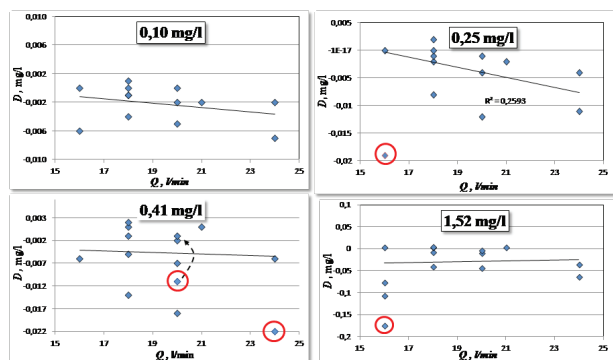 0,10 mg/l
0,010
0,006
0,002
-0,002
-0,006
-0,010
D, mg/l
15 17 19 21 23 25
Q, l/min
0,25 mg/l
0,005
-1E-17
-0,005
-0,01
-0,015
-0,02
D, mg/l
R² = 0,2593
15 17 19 21 23 25
Q, l/min
0,41 mg/l
0,003
-0,002
-0,007
-0,012
-0,017
-0,022
D, mg/l
15 17 19 21 23 25
Q, l/min
1,52 mg/l
0,1
0,05
0
-0,05
-0,1
-0,15
-0,2
D, mg/l
15 17 19 21 23 25
Q, l/min